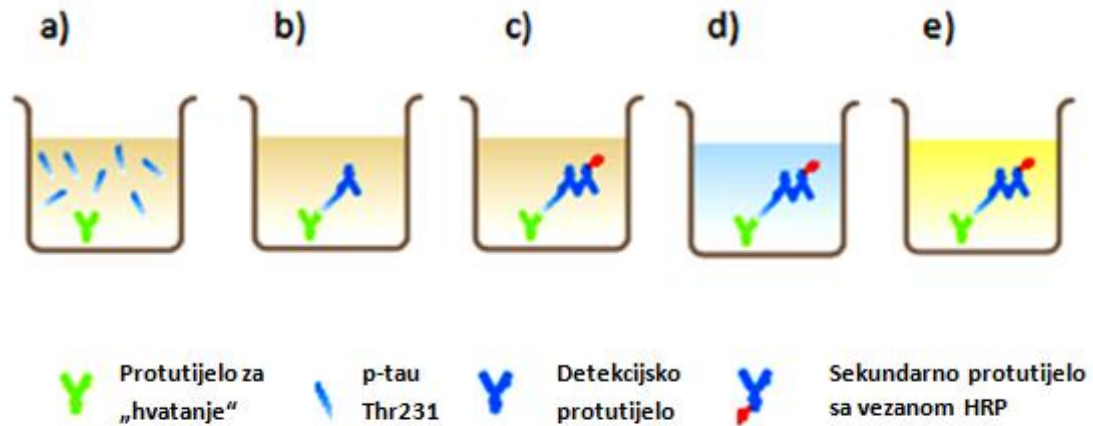 a) b) c) d) e)
Protutijelo za
„hvatanje“
p-tau
Thr231
Detekcijsko
protutijelo
Sekundarno protutijelo
sa vezanom HRP